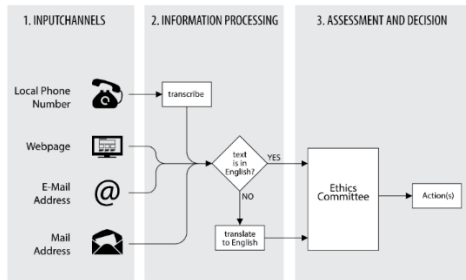 1. INPUTCHANNELS
2. INFORMATION PROCESSING
3. ASSESSMENT AND DECISION
Local Phone
Number
transcribe
Webpage
text
is in
English?
YES
NO
E-Mail
Address
@
Mail
Address
translate
to English
Ethics
Committee
Action(s)